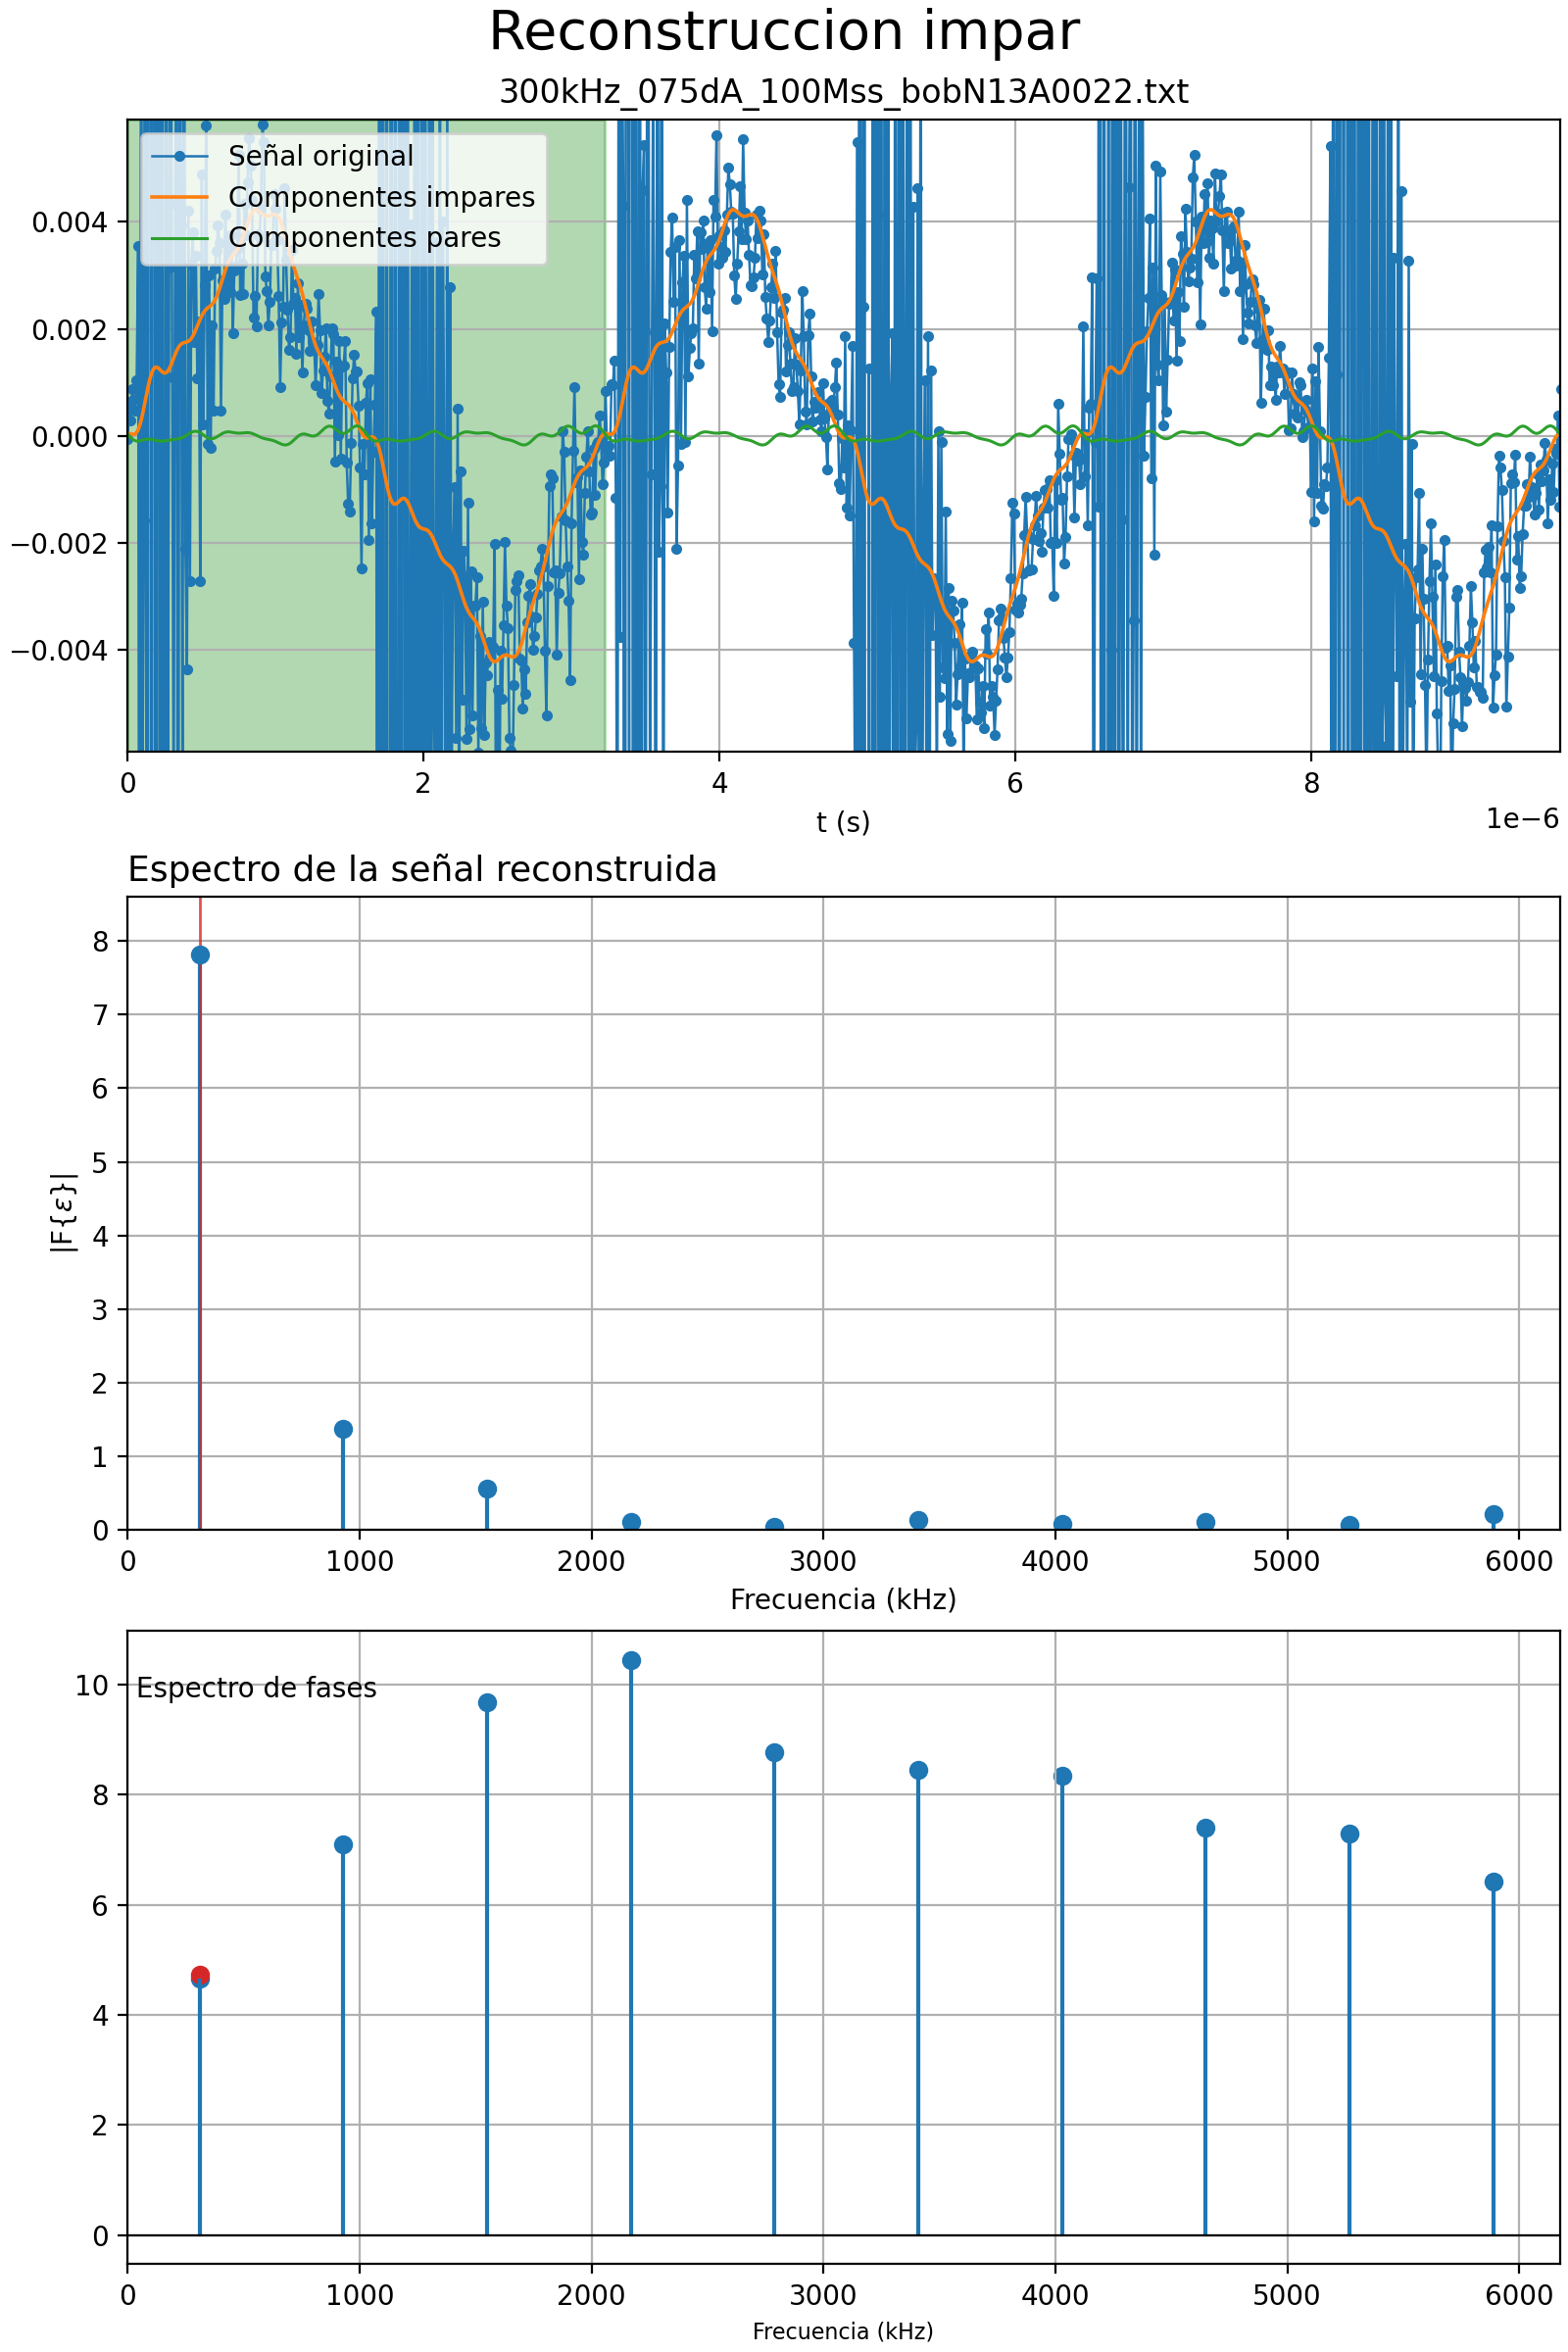 Reconstruccion impar
300kHz_075dA_100Mss_bobN13A0022.txt
Señal original
Componentes impares
Componentes pares
0.004
0.002
0.000
−0.002
−0.004
0 2 4 6 8
1e−6
t (s)
Espectro de la señal reconstruida
8
7
6
5
4
3
2
1
0
|F{ε}|
0 1000 2000 3000 4000 5000 6000
Frecuencia (kHz)
Espectro de fases
10
8
6
4
2
0
0 1000 2000 3000 4000 5000 6000
Frecuencia (kHz)